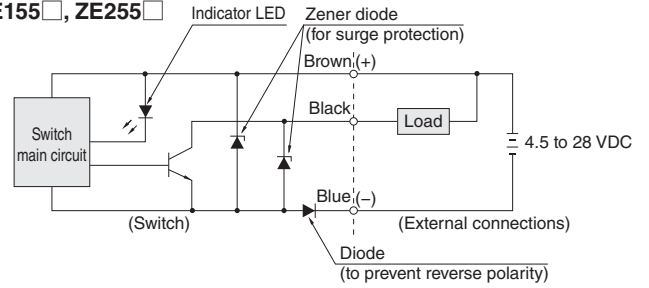 E155□, ZE255□
Indicator LED
Zener diode
(for surge protection)
Brown (+)
Black
Load
Switch
main circuit
4.5 to 28 VDC
Blue (−)
(Switch)
(External connections)
Diode
(to prevent reverse polarity)